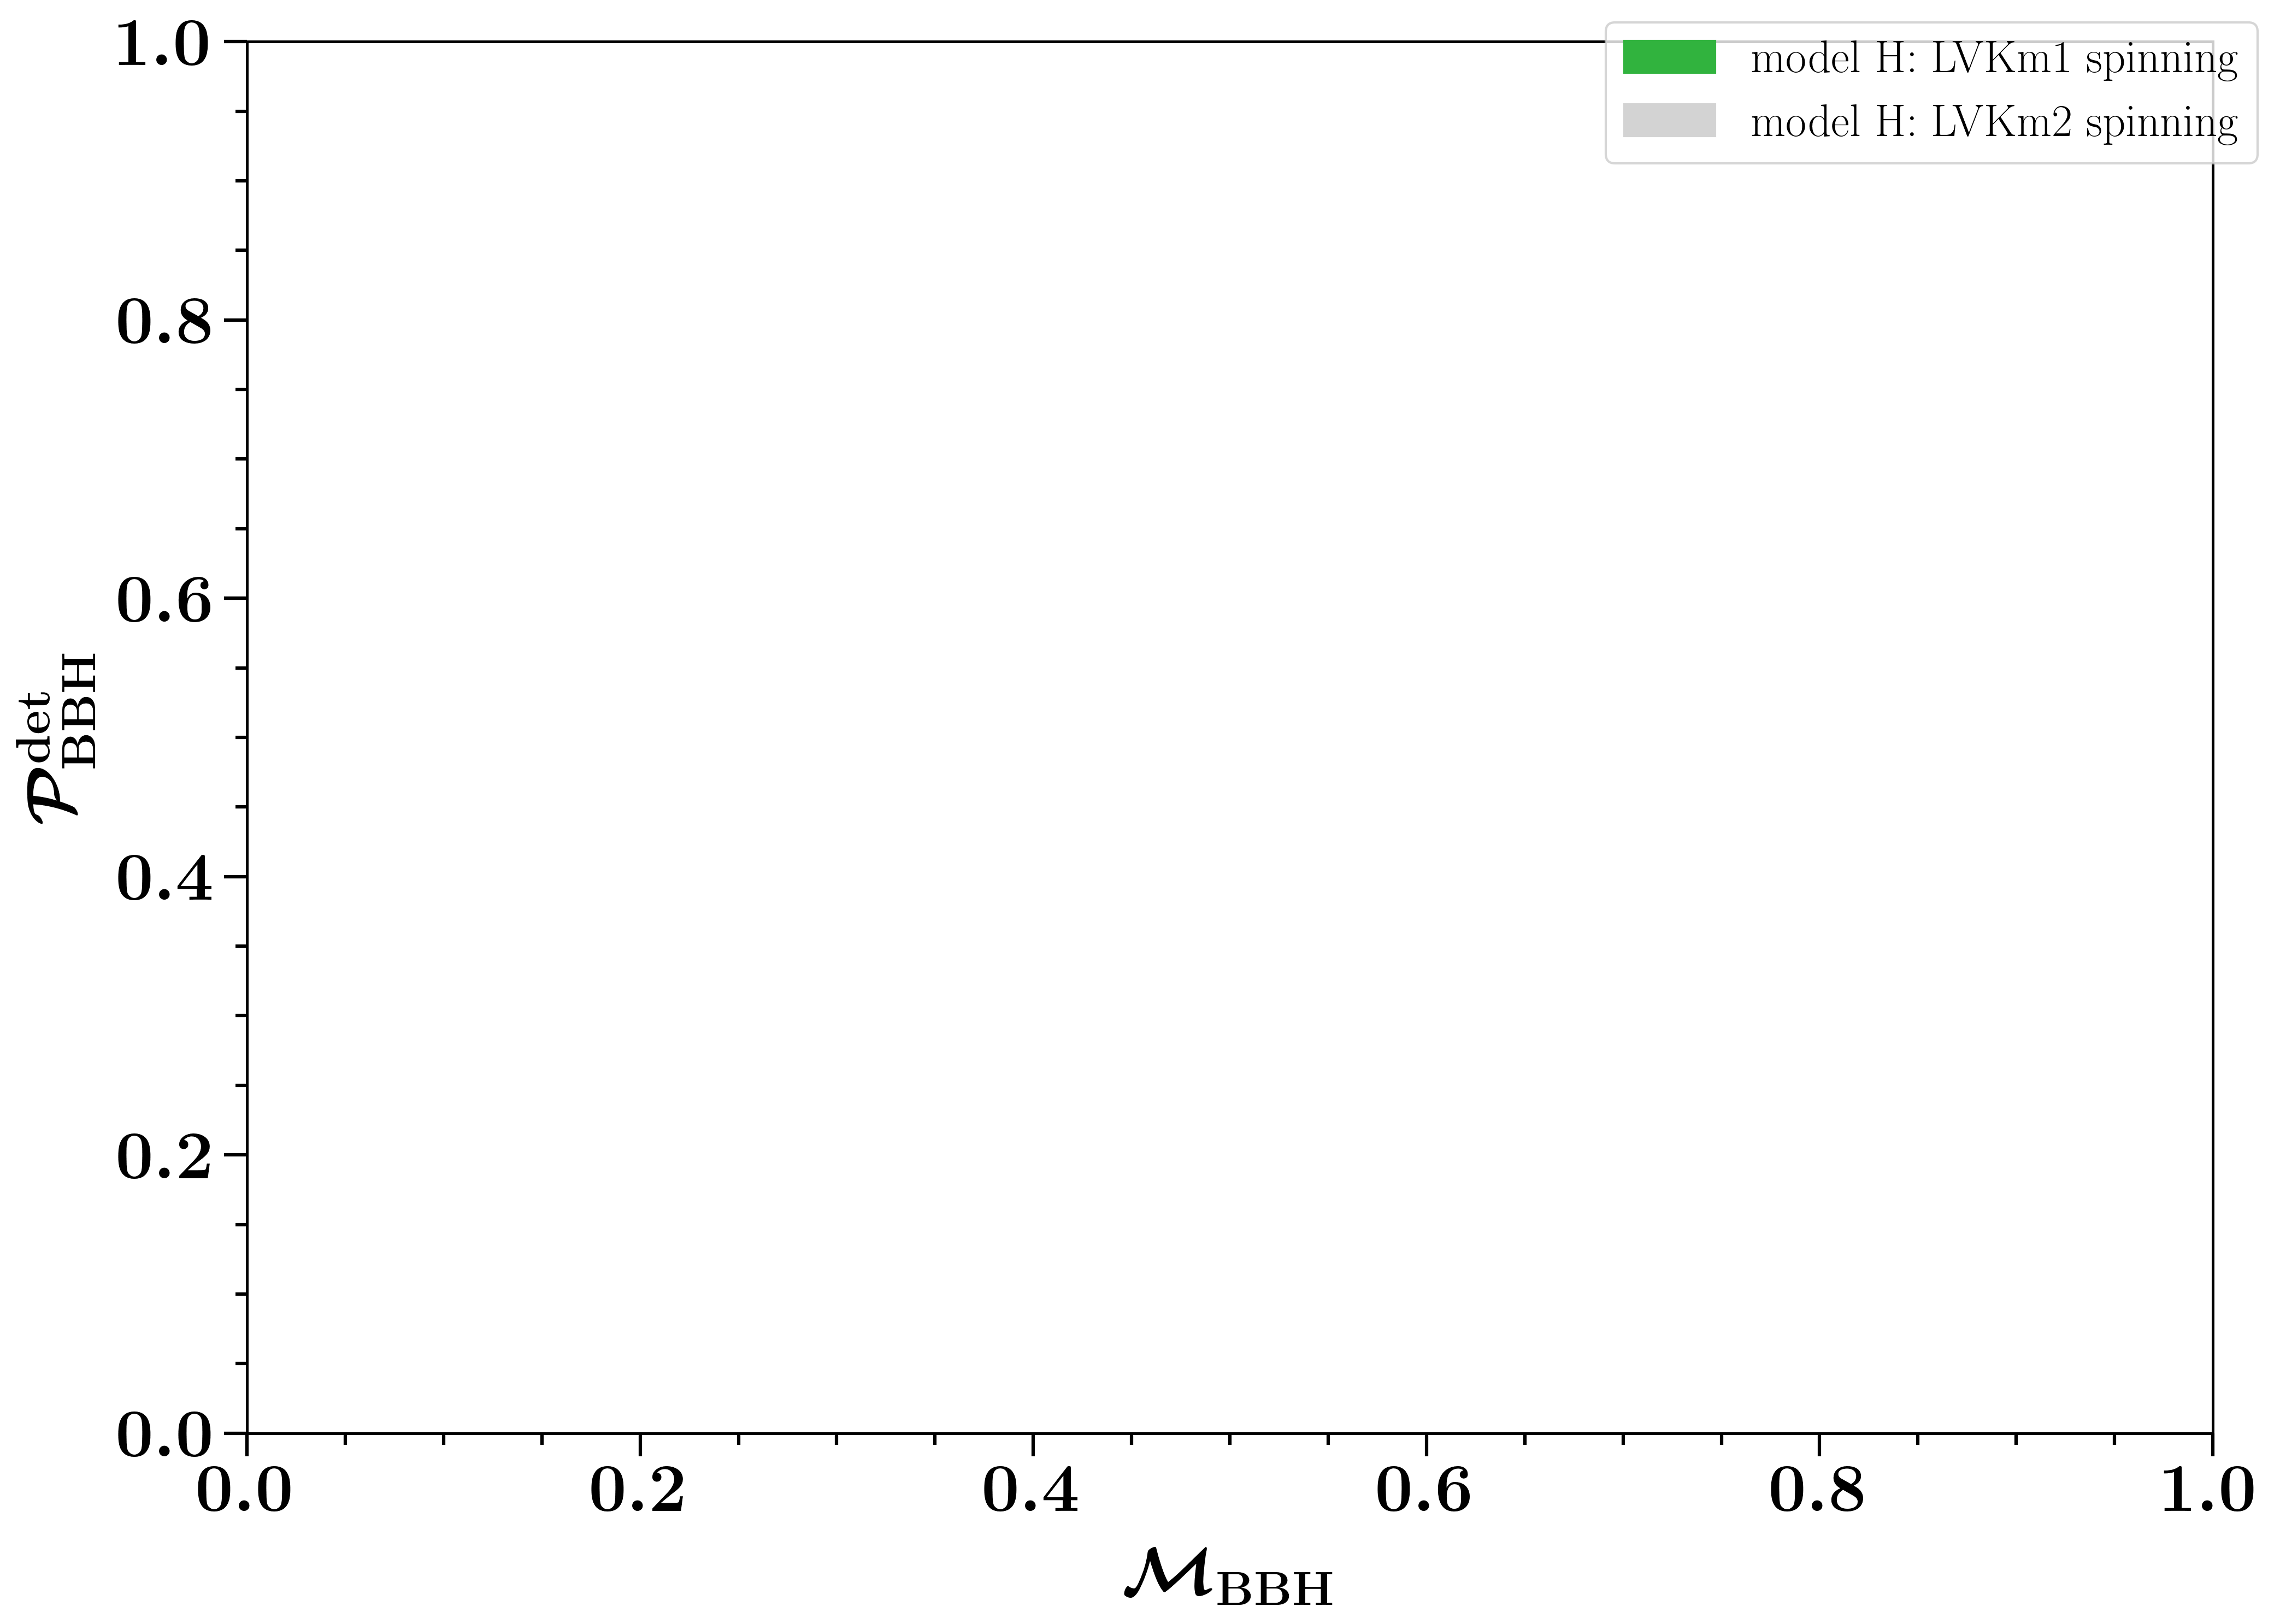 model H: LVKm1 spinning
model H: LVKm2 spinning
1.0
0.8
0.6
0.4
0.2
0.0
𝓟^det_BBH
0.0 0.2 0.4 0.6 0.8 1.0
𝓜_BBH